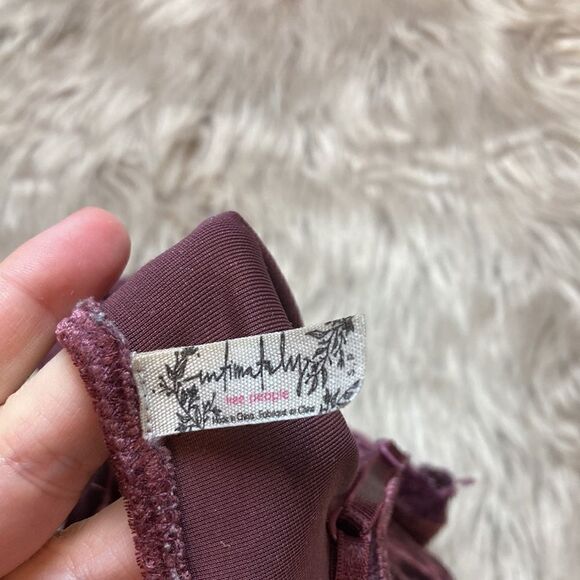 intimately
free people
Made in China . Fabriqué en Chine